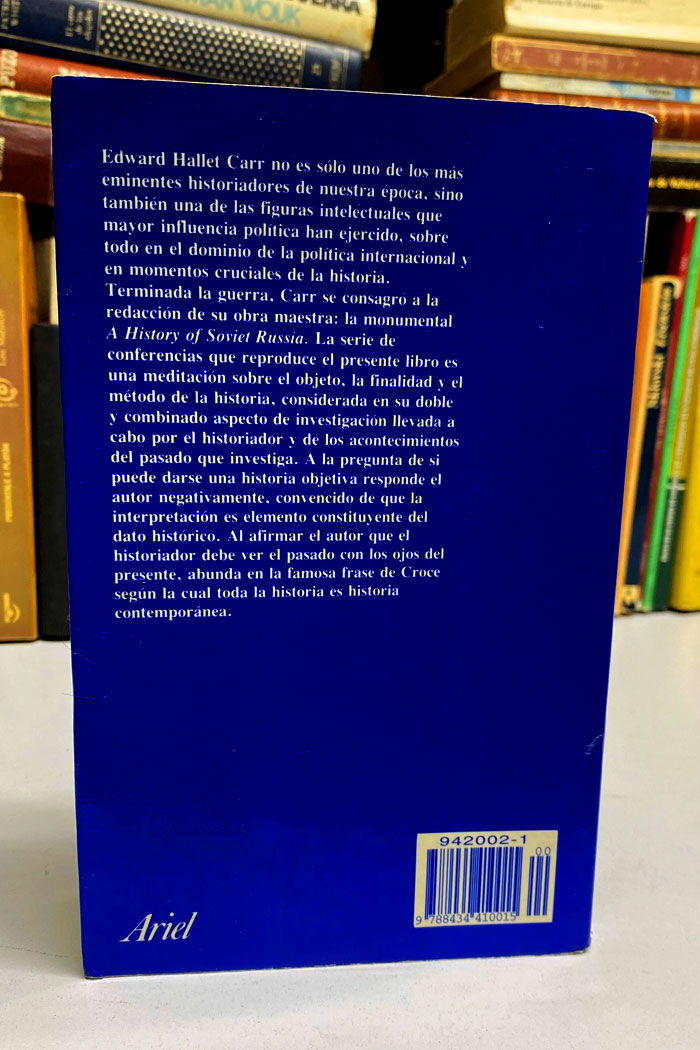 MAN WOUK
Edward Hallet Carr no es sólo uno de los más
eminentes historiadores de nuestra época, sino
también una de las figuras intelectuales que
mayor influencia política han ejercido, sobre
todo en el dominio de la política internacional y
en momentos cruciales de la historia.
Terminada la guerra, Carr se consagró a la
redacción de su obra maestra: la monumental
A History of Soviet Russia. La serie de
conferencias que reproduce el presente libro es
una meditación sobre el objeto, la finalidad y el
método de la historia, considerada en su doble
y combinado aspecto de investigación llevada a
cabo por el historiador y de los acontecimientos
del pasado que investiga. A la pregunta de si
puede darse una historia objetiva responde el
autor negativamente, convencido de que la
interpretación es elemento constituyente del
dato histórico. Al afirmar el autor que el
historiador debe ver el pasado con los ojos del
presente, abunda en la famosa frase de Croce
según la cual toda la historia es historia
contemporánea.
942002-1
00
9 788434 410015
Ariel